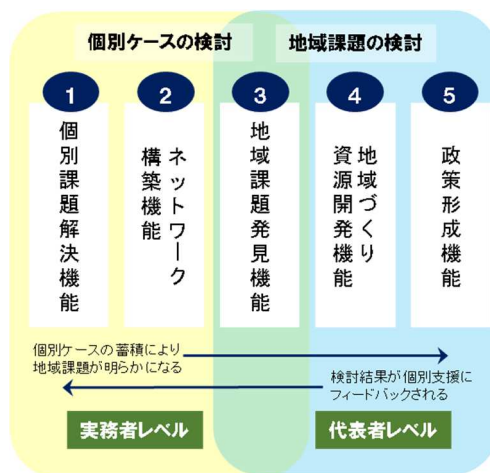 個別ケースの検討
地域課題の検討
1
個別課題解決機能
2
ネットワーク
構築機能
3
地域課題発見機能
4
地域づくり
資源開発機能
5
政策形成機能
個別ケースの蓄積により
地域課題が明らかになる
検討結果が個別支援に
フィードバックされる
実務者レベル
代表者レベル